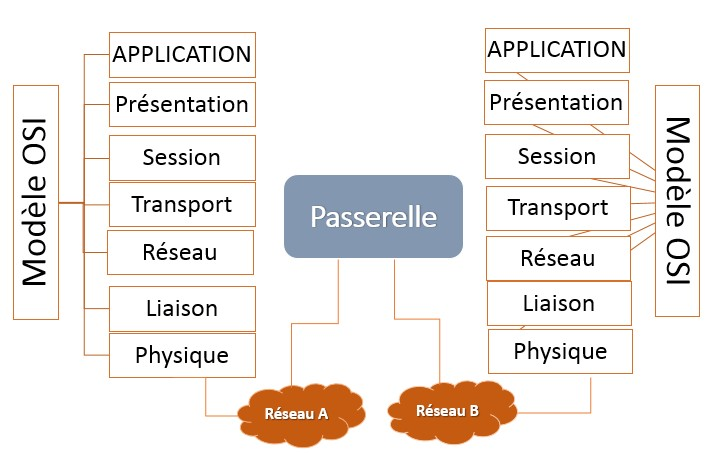 Modèle OSI
APPLICATION
Présentation
Session
Transport
Réseau
Liaison
Physique
Passerelle
Réseau A
Réseau B
APPLICATION
Présentation
Session
Transport
Réseau
Liaison
Physique
Modèle OSI